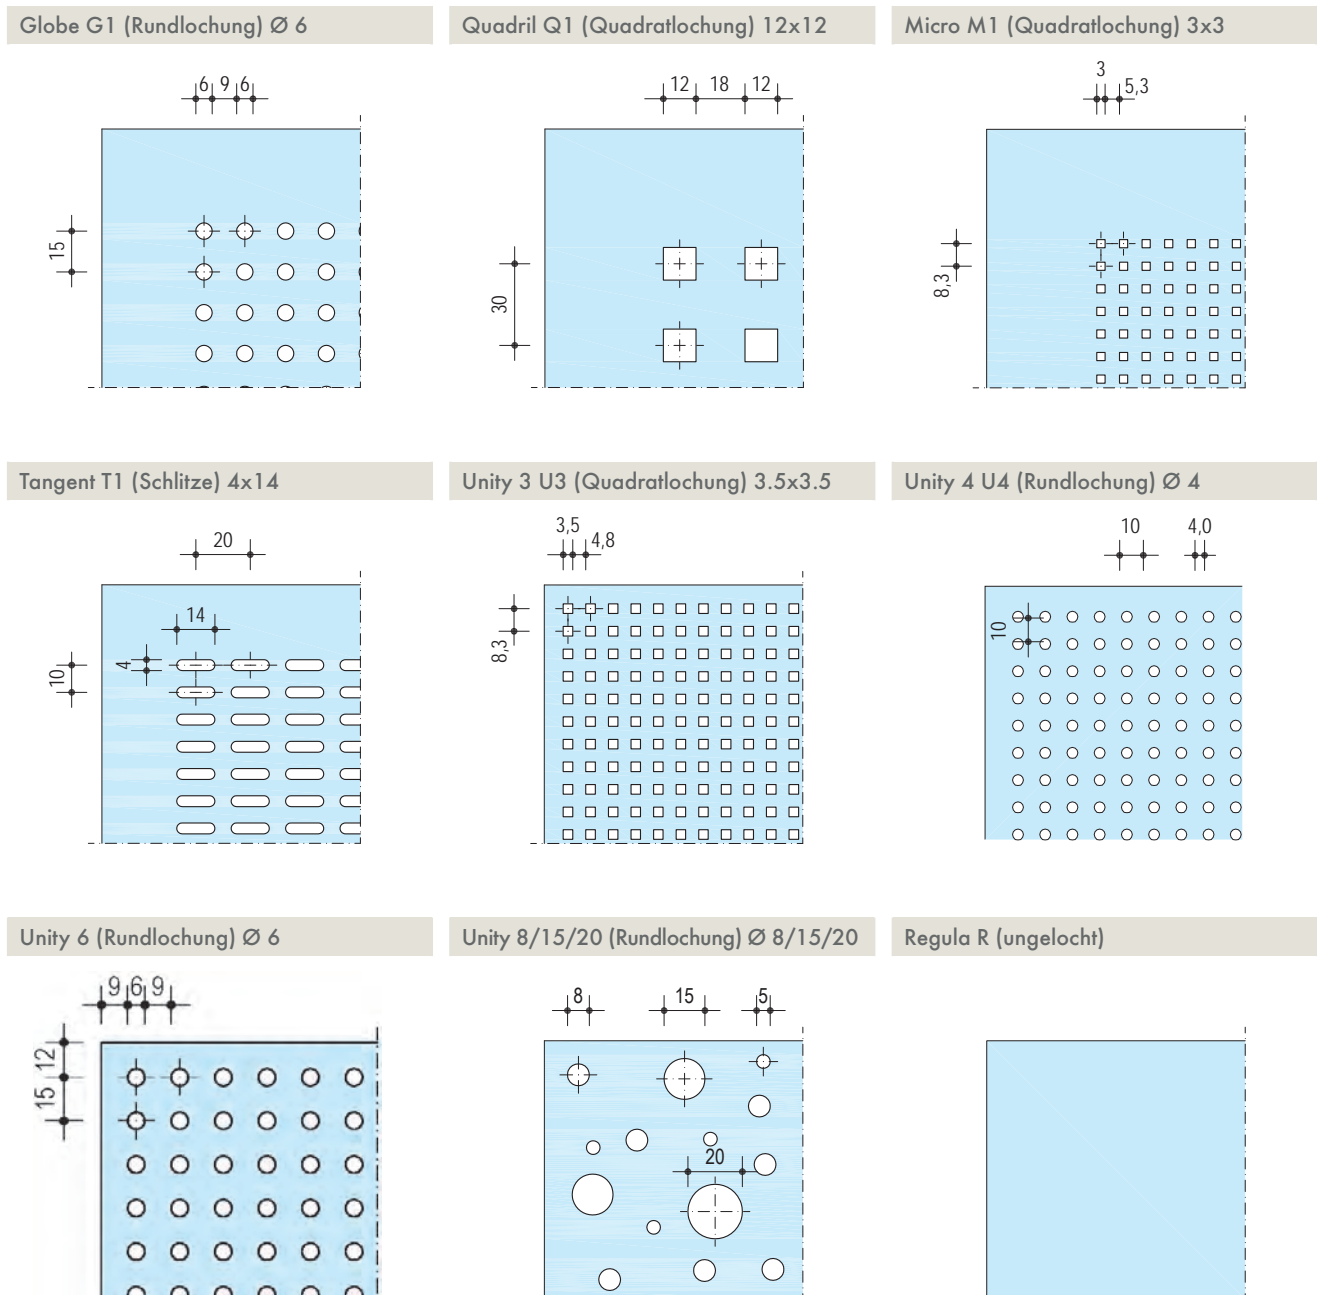 Globe G1 (Rundlochung) Ø 6
6 9 6
15
Quadril Q1 (Quadratlochung) 12x12
12 18 12
30
Micro M1 (Quadratlochung) 3x3
3
5,3
8,3
Tangent T1 (Schlitze) 4x14
20
14
4
10
Unity 3 U3 (Quadratlochung) 3.5x3.5
3,5
4,8
8,3
Unity 4 U4 (Rundlochung) Ø 4
10 4,0
10
Unity 6 (Rundlochung) Ø 6
9 6 9
12
15
Unity 8/15/20 (Rundlochung) Ø 8/15/20
8 15 5
20
Regula R (ungelocht)